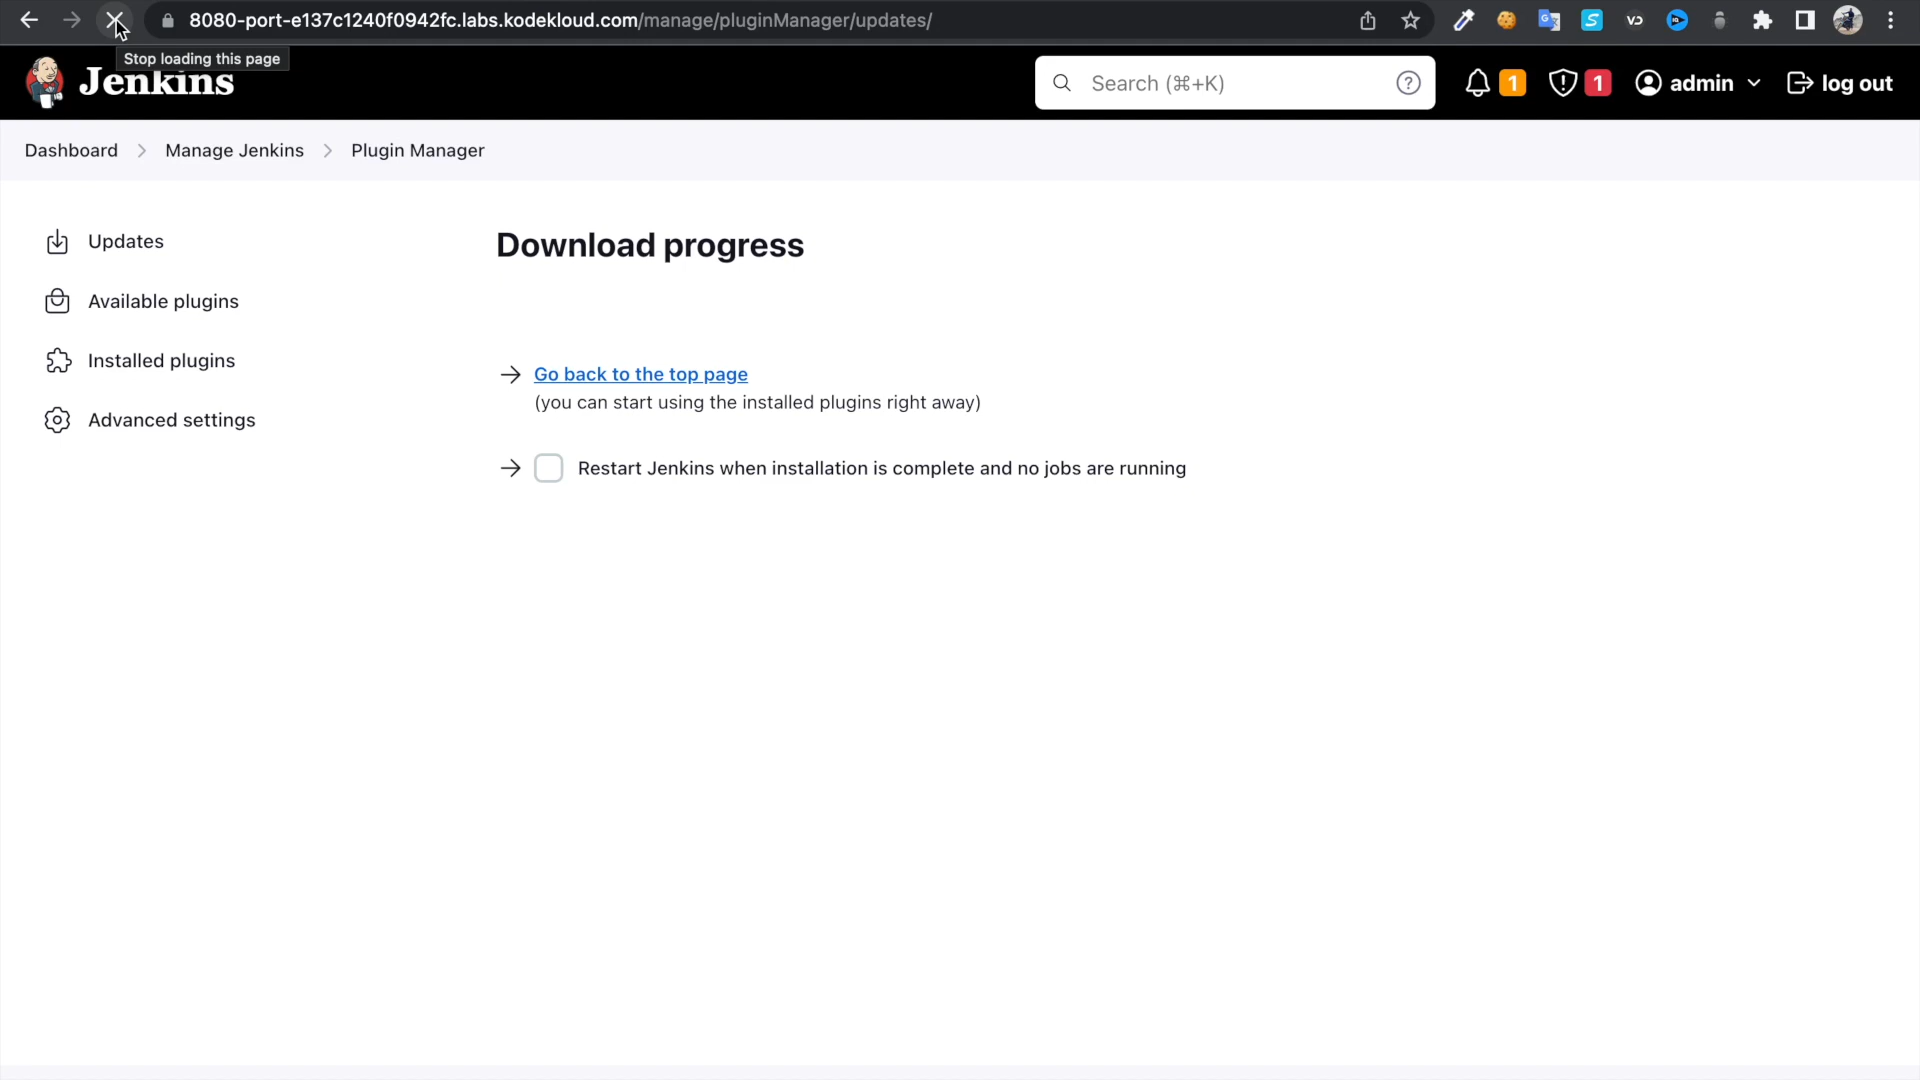 8080-port-e137c1240f0942fc.labs.kodekloud.com/manage/pluginManager/updates/
Stop loading this page
Jenkins
Search (⌘+K)
1
1
admin
log out
Dashboard
Manage Jenkins
Plugin Manager
Updates
Available plugins
Installed plugins
Advanced settings
Download progress
Go back to the top page
(you can start using the installed plugins right away)
Restart Jenkins when installation is complete and no jobs are running